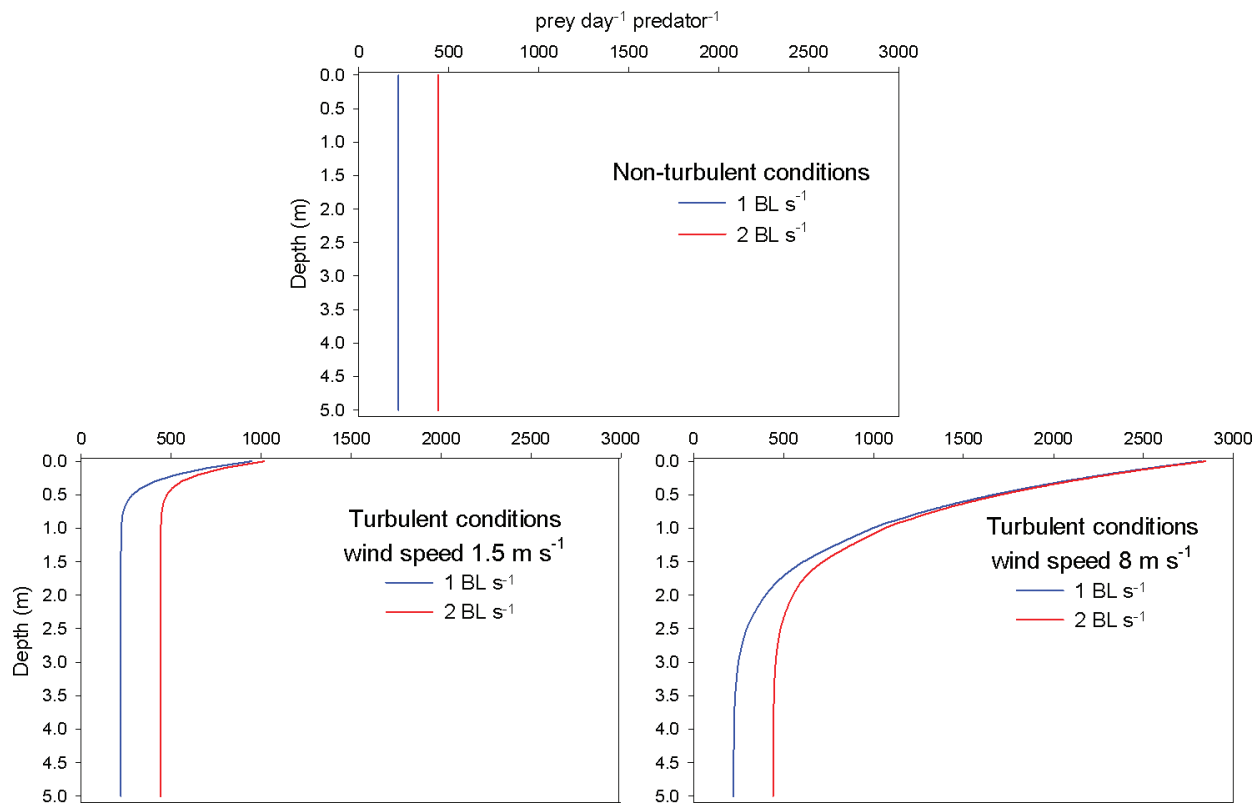 prey day⁻¹ predator⁻¹
0 500 1000 1500 2000 2500 3000
0.0
0.5
1.0
1.5
2.0
2.5
3.0
3.5
4.0
4.5
5.0
Depth (m)
Non-turbulent conditions
1 BL s⁻¹
2 BL s⁻¹
0 500 1000 1500 2000 2500 3000
0.0
0.5
1.0
1.5
2.0
2.5
3.0
3.5
4.0
4.5
5.0
Depth (m)
Turbulent conditions
wind speed 1.5 m s⁻¹
1 BL s⁻¹
2 BL s⁻¹
0 500 1000 1500 2000 2500 3000
0.0
0.5
1.0
1.5
2.0
2.5
3.0
3.5
4.0
4.5
5.0
Turbulent conditions
wind speed 8 m s⁻¹
1 BL s⁻¹
2 BL s⁻¹